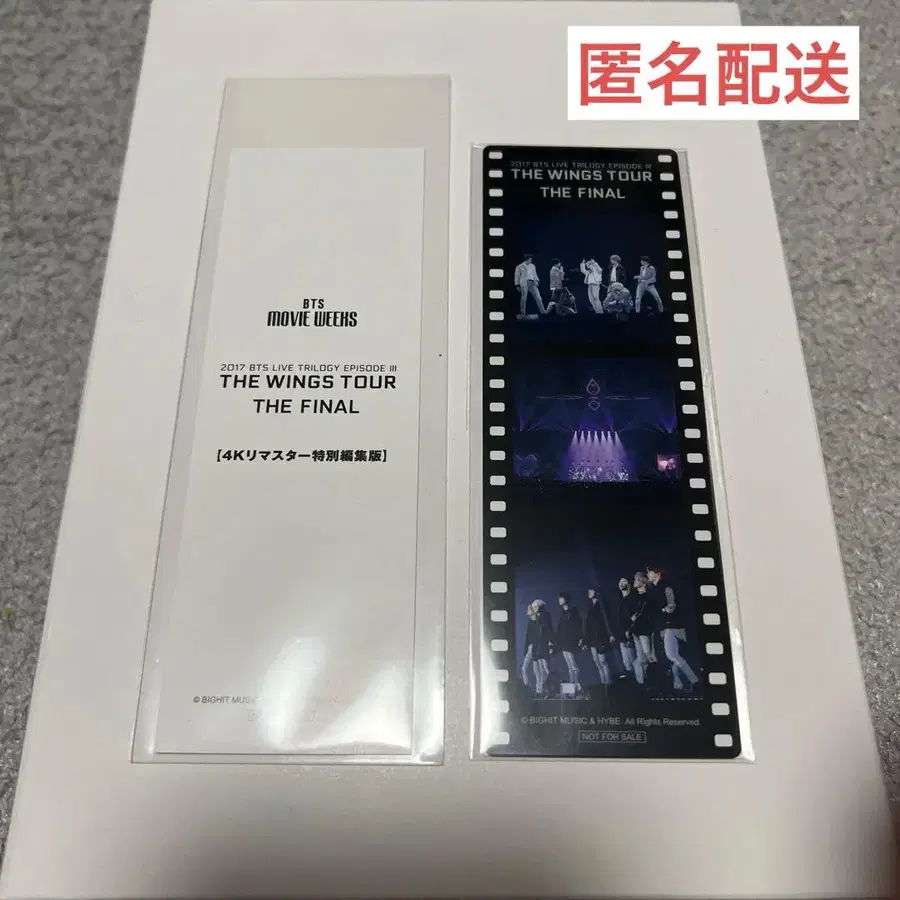 匿名配送
BTS
MOVIE WEEKS
2017 BTS LIVE TRILOGY EPISODE III
THE WINGS TOUR
THE FINAL
【4Kリマスター特別編集版】
© BIGHIT MUSIC
2017 BTS LIVE TRILOGY EPISODE III
THE WINGS TOUR
THE FINAL
© BIGHIT MUSIC & HYBE. All Rights Reserved.
NOT FOR SALE